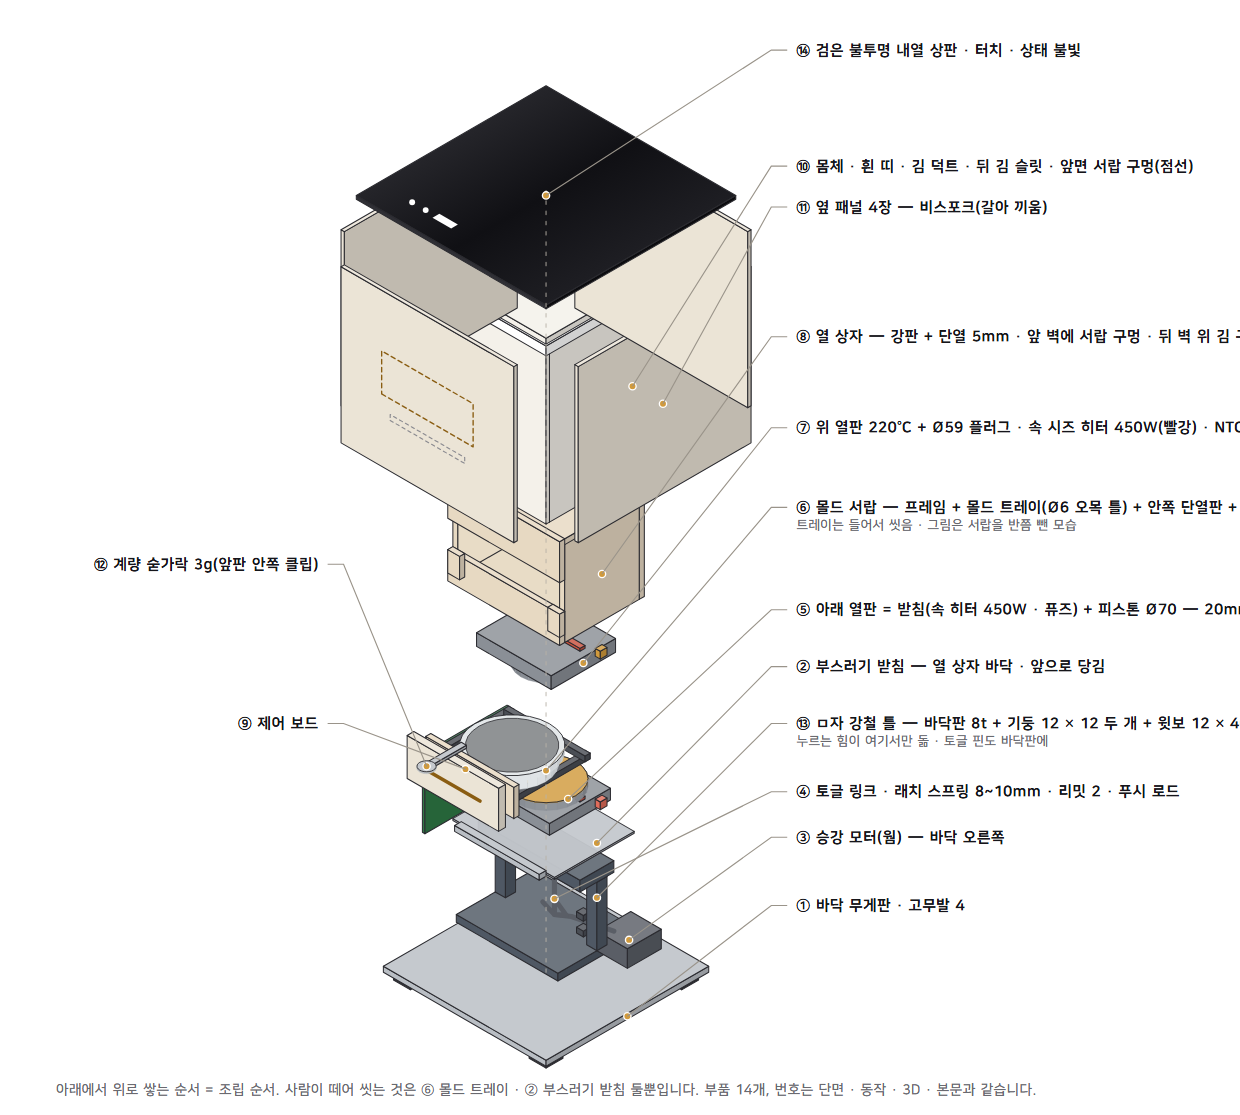 ⑭ 검은 불투명 내열 상판 · 터치 · 상태 불빛
⑩ 몸체 · 흰 띠 · 김 덕트 · 뒤 김 슬릿 · 앞면 서랍 구멍(점선)
⑪ 옆 패널 4장 — 비스포크(갈아 끼움)
⑧ 열 상자 — 강판 + 단열 5mm · 앞 벽에 서랍 구멍 · 뒤 벽 위 김
⑦ 위 열판 220℃ + Ø59 플러그 · 속 시즈 히터 450W(빨강) · NTC
⑥ 몰드 서랍 — 프레임 + 몰드 트레이(Ø6 오목 틀) + 안쪽 단열판 +
트레이는 들어서 씻음 · 그림은 서랍을 반쯤 뺀 모습
⑫ 계량 숟가락 3g(앞판 안쪽 클립)
⑤ 아래 열판 = 받침(속 히터 450W · 퓨즈) + 피스톤 Ø70 — 20m
② 부스러기 받침 — 열 상자 바닥 · 앞으로 당김
⑨ 제어 보드
⑬ ㅁ자 강철 틀 — 바닥판 8t + 기둥 12 × 12 두 개 + 윗보 12 × 4
누르는 힘이 여기서만 돎 · 토글 핀도 바닥판에
④ 토글 링크 · 래치 스프링 8~10mm · 리밋 2 · 푸시 로드
③ 승강 모터(웜) — 바닥 오른쪽
① 바닥 무게판 · 고무발 4
아래에서 위로 쌓는 순서 = 조립 순서. 사람이 떼어 씻는 것은 ⑥ 몰드 트레이 · ② 부스러기 받침 둘뿐입니다. 부품 14개, 번호는 단면 · 동작 · 3D · 본문과 같습니다.